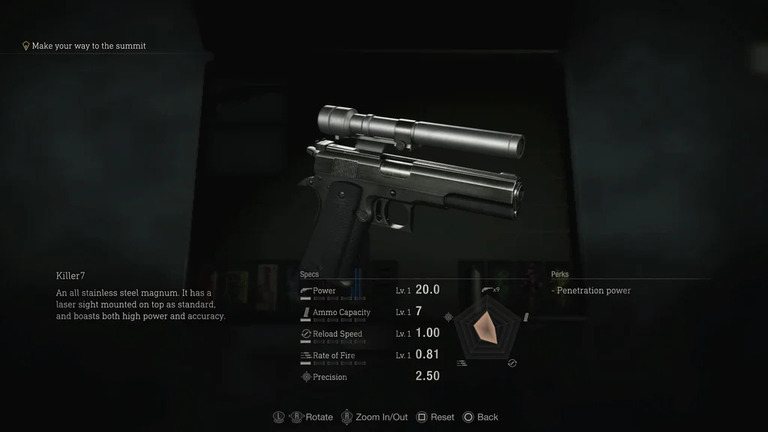 Make your way to the summit
Killer7
An all stainless steel magnum. It has a
laser sight mounted on top as standard,
and boasts both high power and accuracy.
Specs
Power Lv. 1 20.0
Ammo Capacity Lv. 1 7
Reload Speed Lv. 1 1.00
Rate of Fire Lv. 1 0.81
Precision 2.50
x9
Perks
- Penetration power
L R Rotate R Zoom In/Out Reset Back